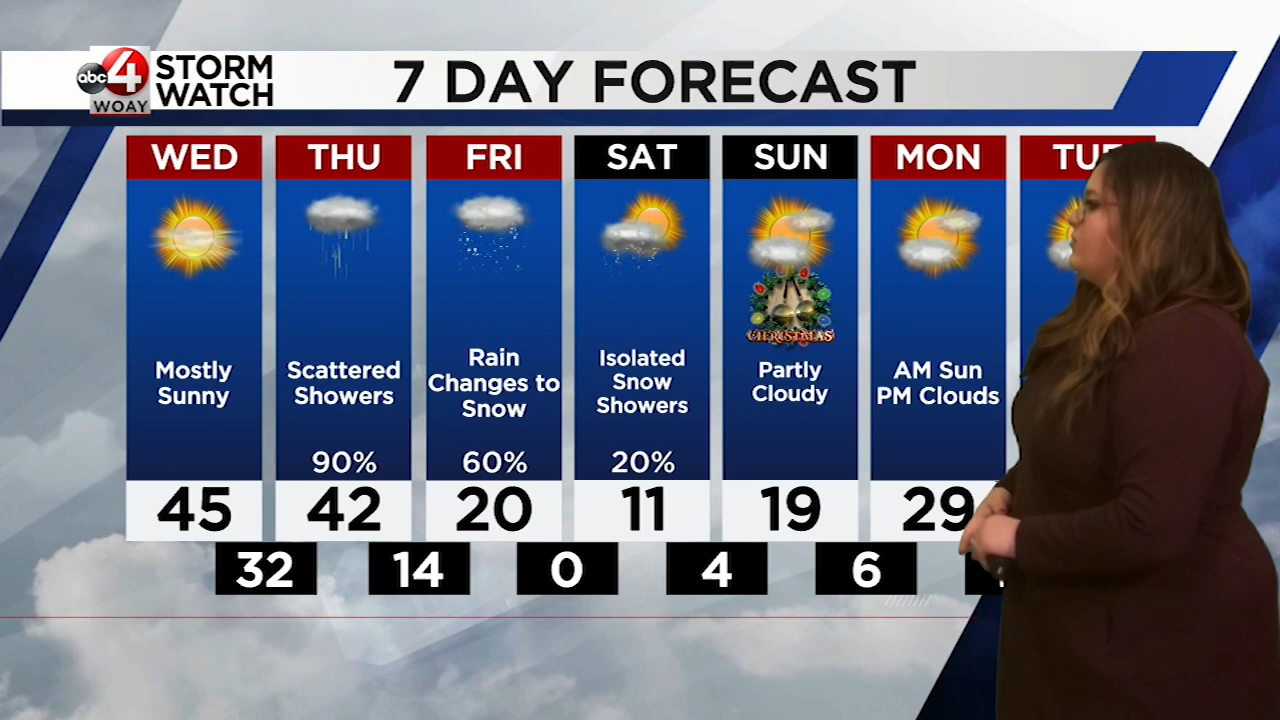 abc 4
WOAY
STORM
WATCH
7 DAY FORECAST
WED
THU
FRI
SAT
SUN
MON
Mostly
Sunny
Scattered
Showers
Rain
Changes to
Snow
Isolated
Snow
Showers
CHRISTMAS
Partly
Cloudy
AM Sun
PM Clouds
90%
60%
20%
45
42
20
11
19
29
32
14
0
4
6